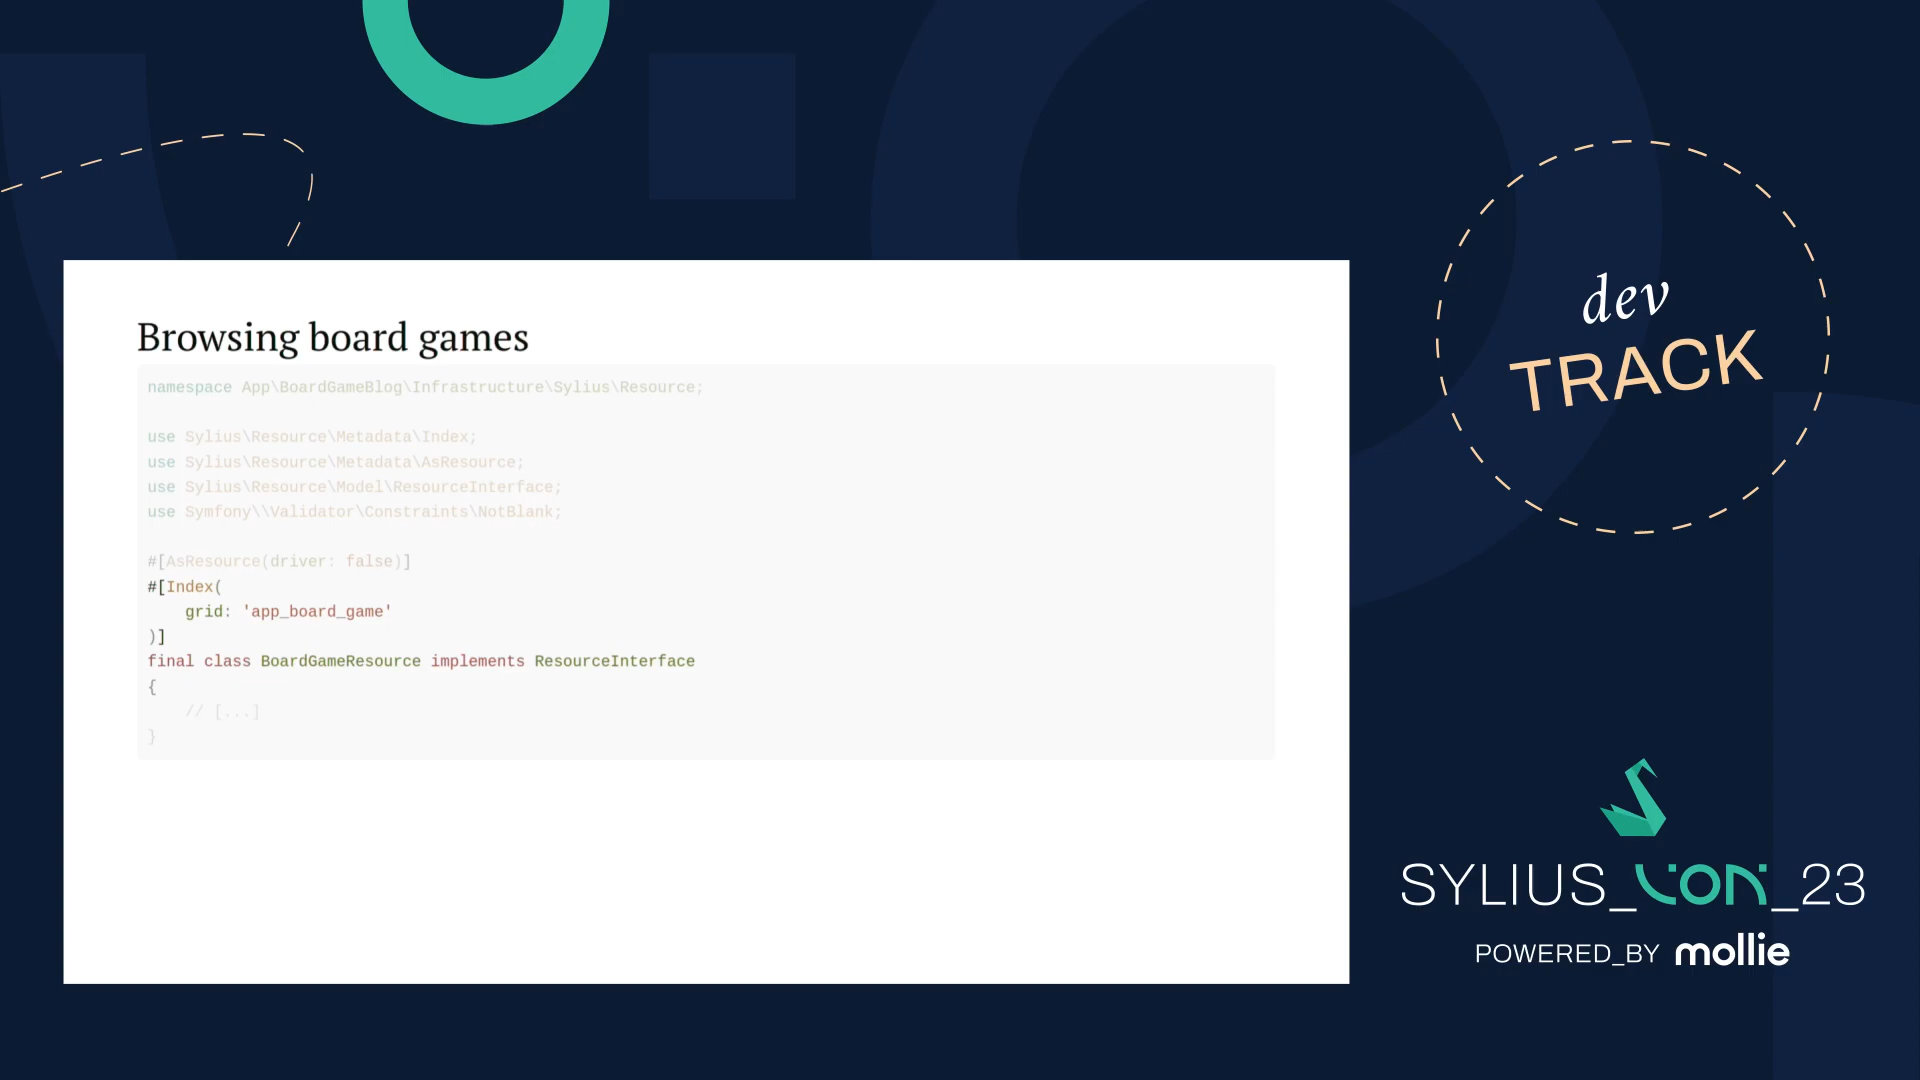 Browsing board games
namespace App\BoardGameBlog\Infrastructure\Sylius\Resource;
use Sylius\Resource\Metadata\Index;
use Sylius\Resource\Metadata\AsResource;
use Sylius\Resource\Model\ResourceInterface;
use Symfony\\Validator\Constraints\NotBlank;
#[AsResource(driver: false)]
#[Index(
    grid: 'app_board_game'
)]
final class BoardGameResource implements ResourceInterface
{
    // [...]
}
dev
TRACK
SYLIUS_CON_23
POWERED_BY mollie